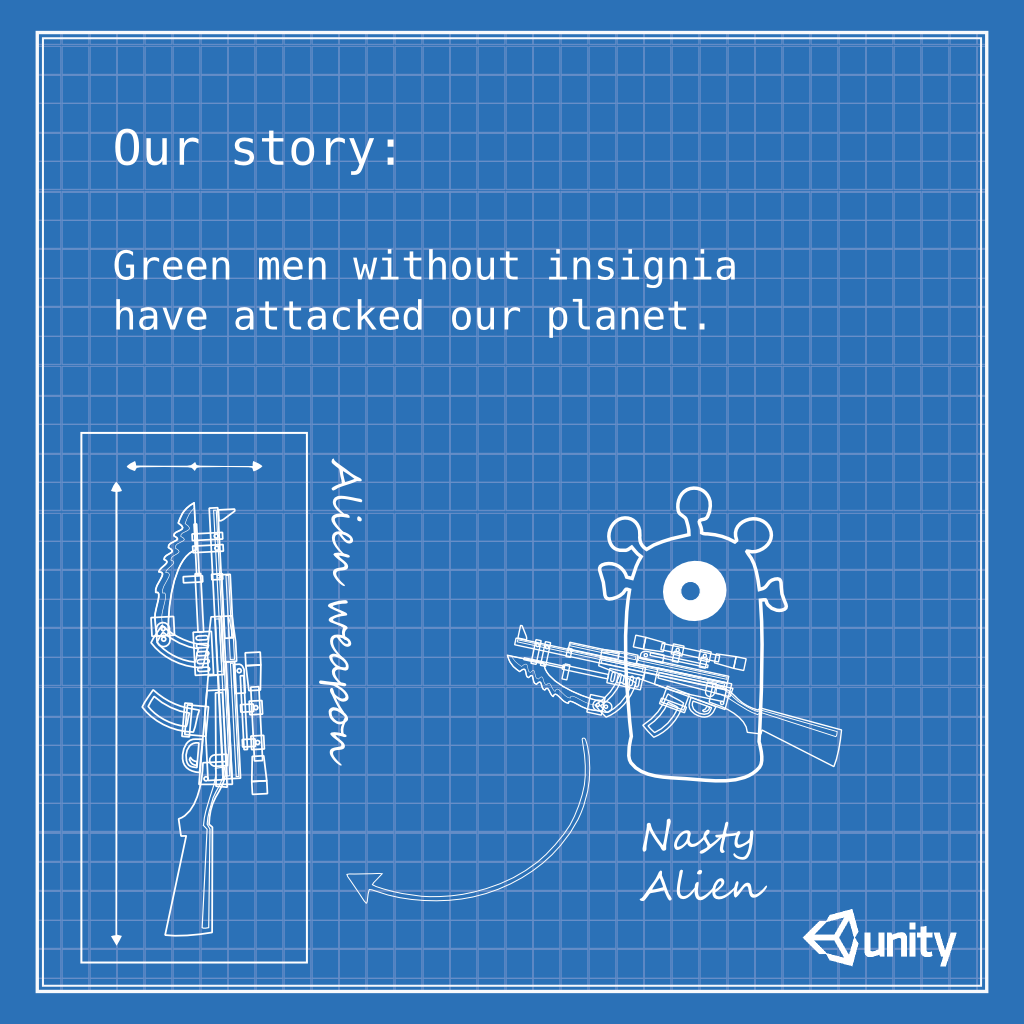 Our story:
Green men without insignia
have attacked our planet.
Alien weapon
Nasty
Alien
unity